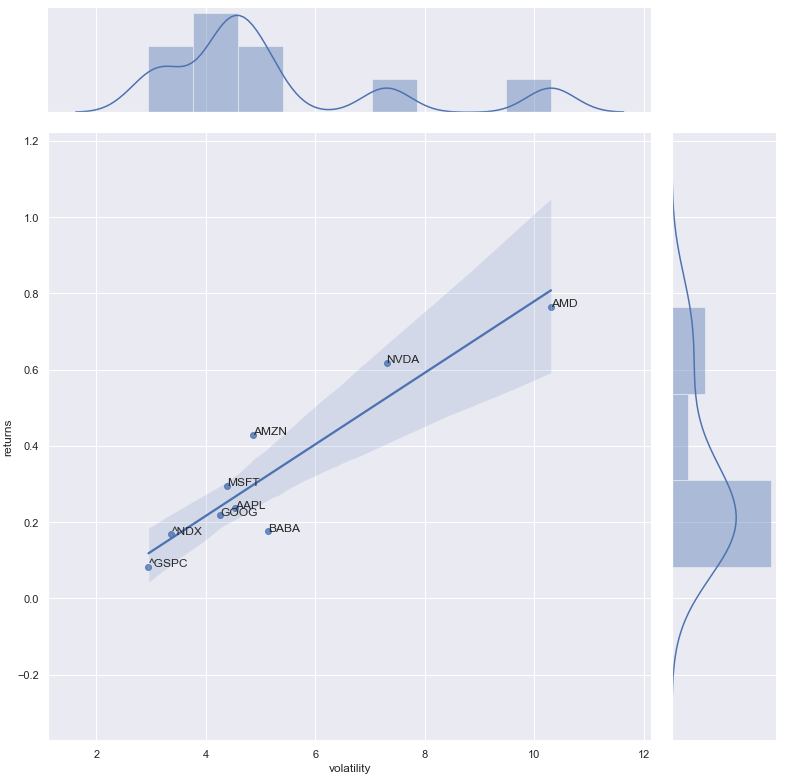 1.2
1.0
0.8
AMD
NVDA
0.6
AMZN
0.4
MSFT
AAPL
GOOG
0.2
BABA
^NDX
^GSPC
0.0
−0.2
returns
2
4
6
8
10
12
volatility